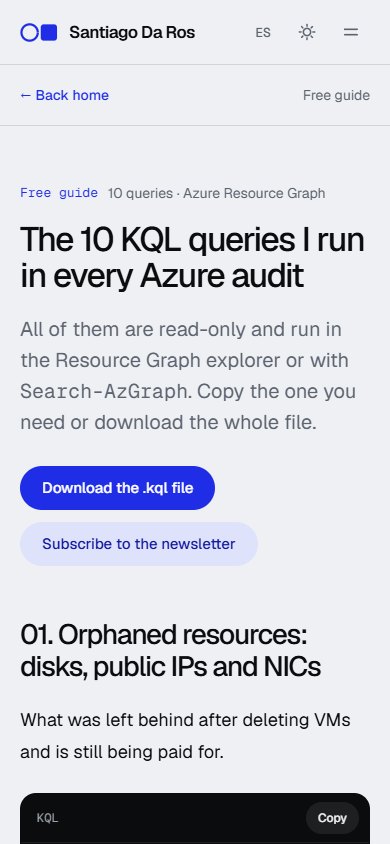 Santiago Da Ros
ES
← Back home
Free guide
Free guide 10 queries · Azure Resource Graph
The 10 KQL queries I run
in every Azure audit
All of them are read-only and run in
the Resource Graph explorer or with
Search-AzGraph. Copy the one you
need or download the whole file.
Download the .kql file
Subscribe to the newsletter
01. Orphaned resources:
disks, public IPs and NICs
What was left behind after deleting VMs
and is still being paid for.
KQL
Copy